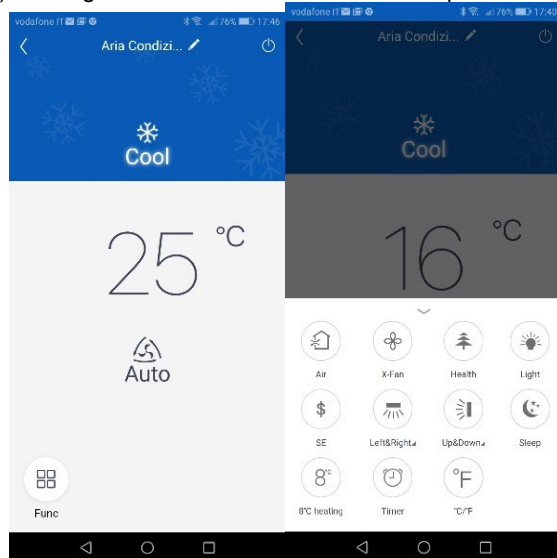 vodafone IT 76% 17:46
Aria Condizi...
Cool
25 °C
Auto
Func
vodafone IT 76% 17:40
Aria Condizi...
Cool
16 °C
Air X-Fan Health Light
8
SE Left&Right Up&Down Sleep
8°C °F
8°C heating Timer °C/°F